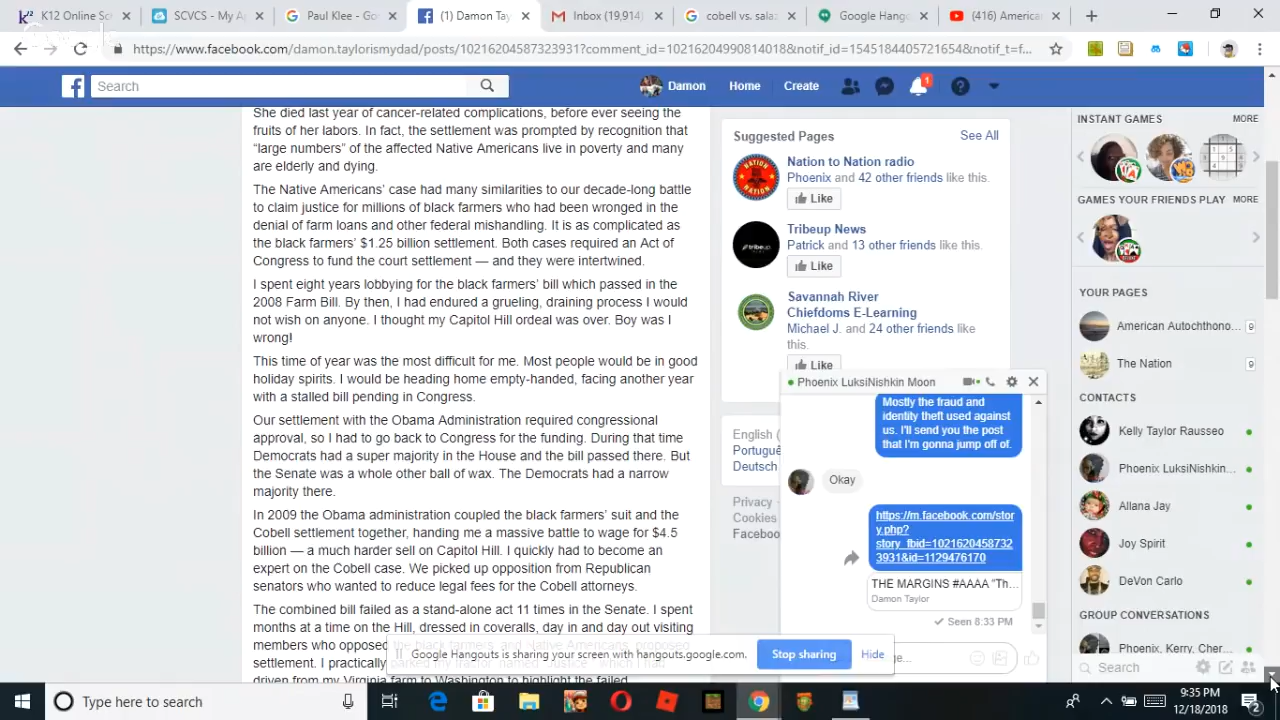 K12 Online Sc
SCVCS - My A
Paul Klee - Go
(1) Damon Tay
Inbox (19,914)
cobell vs. sala
Google Hang
(416) America
https://www.facebook.com/damon.taylorismydad/posts/10216204587323931?comment_id=10216204990814018&notif_id=1545184405721654&notif_t=f...
Search
Damon
Home
Create
1
She died last year of cancer-related complications, before ever seeing the
fruits of her labors. In fact, the settlement was prompted by recognition that
“large numbers” of the affected Native Americans live in poverty and many
are elderly and dying.
The Native Americans’ case had many similarities to our decade-long battle
to claim justice for millions of black farmers who had been wronged in the
denial of farm loans and other federal mishandling. It is as complicated as
the black farmers’ $1.25 billion settlement. Both cases required an Act of
Congress to fund the court settlement — and they were intertwined.
I spent eight years lobbying for the black farmers’ bill which passed in the
2008 Farm Bill. By then, I had endured a grueling, draining process I would
not wish on anyone. I thought my Capitol Hill ordeal was over. Boy was I
wrong!
This time of year was the most difficult for me. Most people would be in good
holiday spirits. I would be heading home empty-handed, facing another year
with a stalled bill pending in Congress.
Our settlement with the Obama Administration required congressional
approval, so I had to go back to Congress for the funding. During that time
Democrats had a super majority in the House and the bill passed there. But
the Senate was a whole other ball of wax. The Democrats had a narrow
majority there.
In 2009 the Obama administration coupled the black farmers’ suit and the
Cobell settlement together, handing me a massive battle to wage for $4.5
billion — a much harder sell on Capitol Hill. I quickly had to become an
expert on the Cobell case. We picked up opposition from Republican
senators who wanted to reduce legal fees for the Cobell attorneys.
The combined bill failed as a stand-alone act 11 times in the Senate. I spent
months at a time on the Hill, dressed in coveralls, day in and day out visiting
members who opposed the black farmers’ and Native Americans’ proposed
settlement. I practically parked my tractor named “Justice” which I had
driven from my Virginia farm to Washington to highlight the failed
Suggested Pages
See All
Nation to Nation radio
Phoenix and 42 other friends like this.
Like
Tribeup News
Patrick and 13 other friends like this.
Like
Savannah River
Chiefdoms E-Learning
Michael J. and 24 other friends like
this.
Like
English (
Português
Deutsch
Privacy ·
Cookies
Facebook
Phoenix LuksiNishkin Moon
Mostly the fraud and
identity theft used against
us. I'll send you the post
that I'm gonna jump off of.
Okay
https://m.facebook.com/stor
y.php?
story_fbid=1021620458732
3931&id=1129476170
THE MARGINS #AAAA “Th...
Damon Taylor
Seen 8:33 PM
INSTANT GAMES
MORE
GAMES YOUR FRIENDS PLAY
MORE
YOUR PAGES
American Autochthono...
9
The Nation
9
CONTACTS
Kelly Taylor Rausseo
Phoenix LuksiNishkin...
Allana Jay
Joy Spirit
DeVon Carlo
GROUP CONVERSATIONS
Phoenix, Kerry, Cher...
Search
Google Hangouts is sharing your screen with hangouts.google.com.
Stop sharing
Hide
Type here to search
9:35 PM
12/18/2018
2